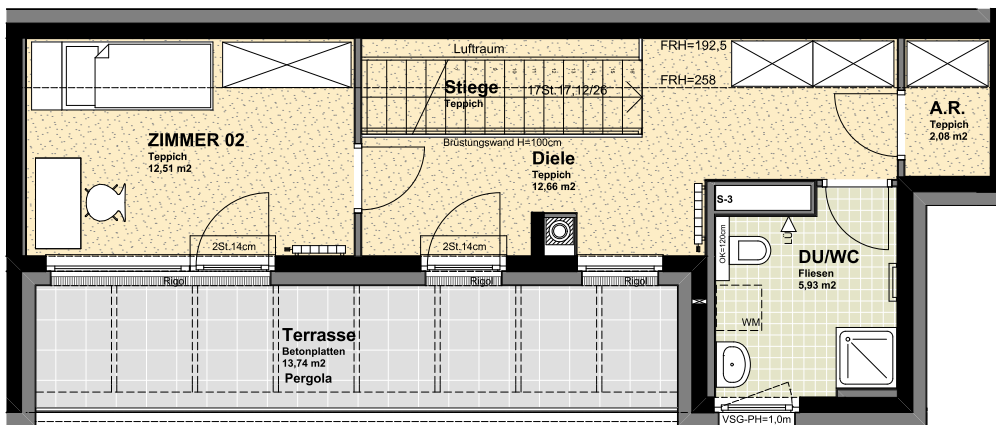 Luftraum
FRH=192,5
FRH=258
Stiege
Teppich
17St.17,12/26
A.R.
Teppich
2,08 m2
ZIMMER 02
Teppich
12,51 m2
Brüstungswand H=100cm
Diele
Teppich
12,66 m2
S-3
2St.14cm
2St.14cm
OK=120cm
DU/WC
Fliesen
5,93 m2
Rigol
Rigol
Rigol
WM
Terrasse
Betonplatten
13,74 m2
Pergola
VSG-PH=1,0m